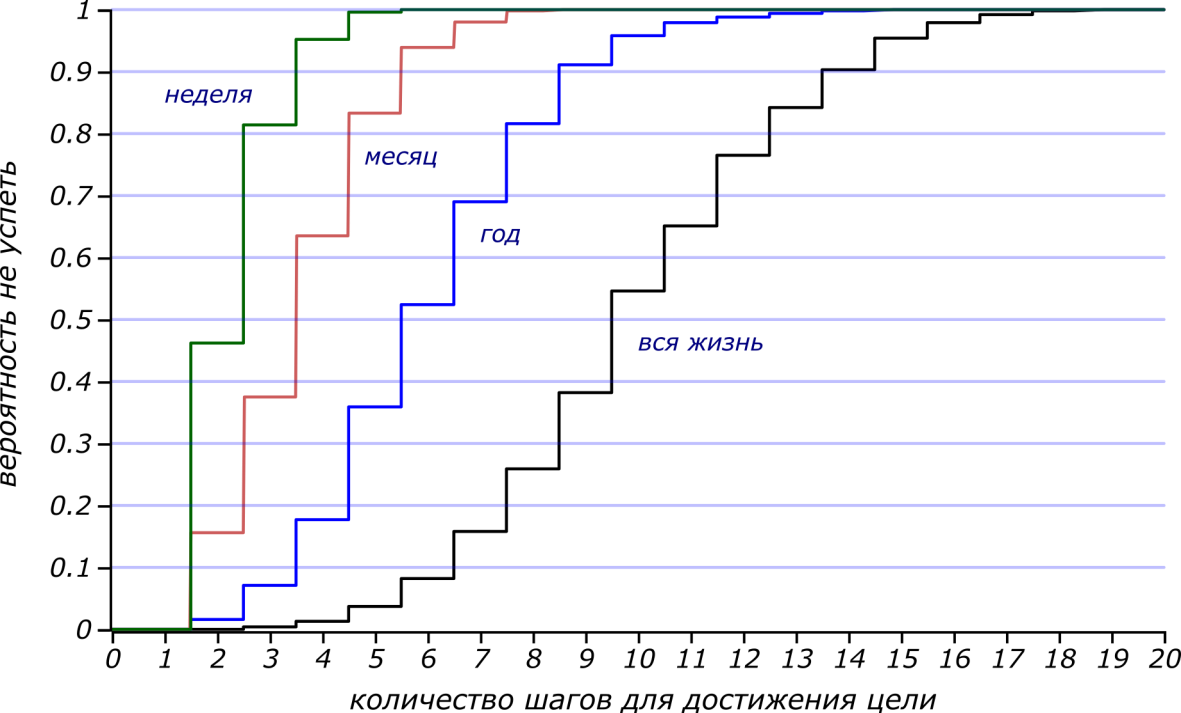 1
0.9
0.8
0.7
0.6
0.5
0.4
0.3
0.2
0.1
0
вероятность не успеть
неделя
месяц
год
вся жизнь
0 1 2 3 4 5 6 7 8 9 10 11 12 13 14 15 16 17 18 19 20
количество шагов для достижения цели